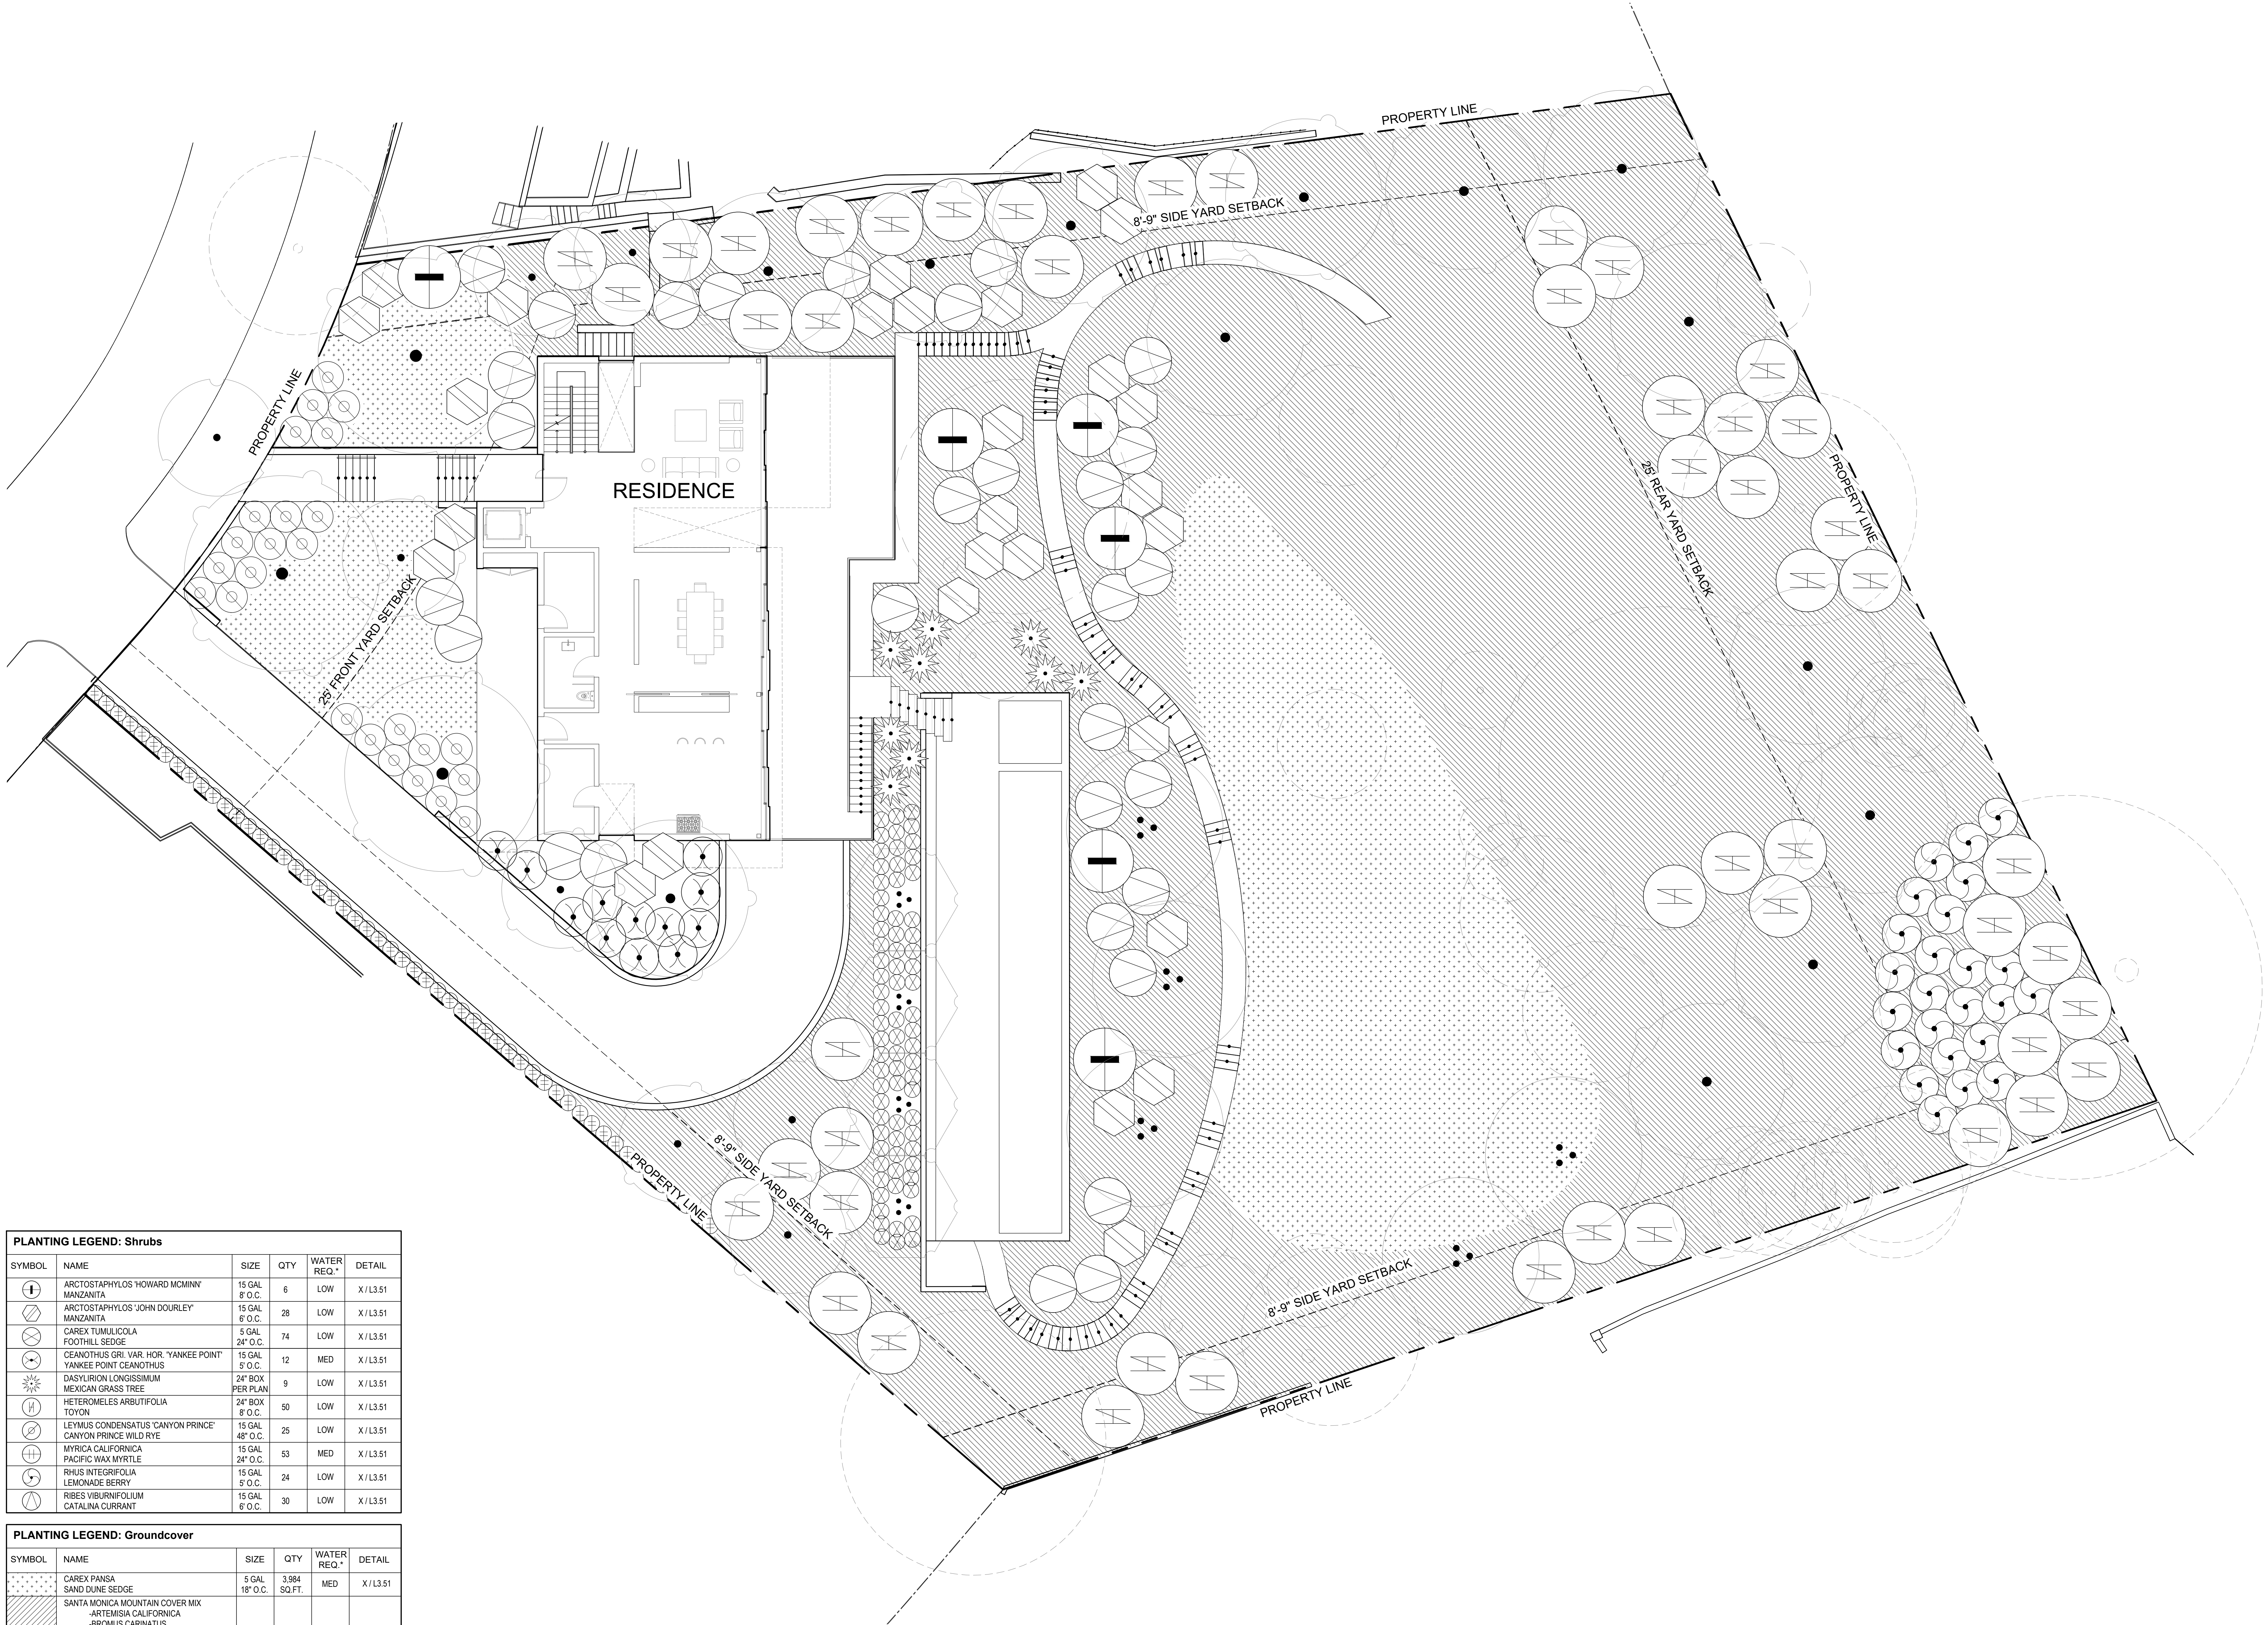 PROPERTY LINE
8'-9" SIDE YARD SETBACK
PROPERTY LINE
RESIDENCE
25' REAR YARD SETBACK
PROPERTY LINE
25' FRONT YARD SETBACK
8'-9" SIDE YARD SETBACK
PROPERTY LINE
8'-9" SIDE YARD SETBACK
PROPERTY LINE
PLANTING LEGEND: Shrubs
SYMBOL NAME SIZE QTY WATER REQ.* DETAIL
ARCTOSTAPHYLOS 'HOWARD MCMINN' 15 GAL
MANZANITA 8' O.C. 6 LOW X / L3.51
ARCTOSTAPHYLOS 'JOHN DOURLEY' 15 GAL
MANZANITA 6' O.C. 28 LOW X / L3.51
CAREX TUMULICOLA 5 GAL
FOOTHILL SEDGE 24" O.C. 74 LOW X / L3.51
CEANOTHUS GRI. VAR. HOR. 'YANKEE POINT' 15 GAL
YANKEE POINT CEANOTHUS 5' O.C. 12 MED X / L3.51
DASYLIRION LONGISSIMUM 24" BOX
MEXICAN GRASS TREE PER PLAN 9 LOW X / L3.51
HETEROMELES ARBUTIFOLIA 24" BOX
TOYON 8' O.C. 50 LOW X / L3.51
LEYMUS CONDENSATUS 'CANYON PRINCE' 15 GAL
CANYON PRINCE WILD RYE 48" O.C. 25 LOW X / L3.51
MYRICA CALIFORNICA 15 GAL
PACIFIC WAX MYRTLE 24" O.C. 53 MED X / L3.51
RHUS INTEGRIFOLIA 15 GAL
LEMONADE BERRY 5' O.C. 24 LOW X / L3.51
RIBES VIBURNIFOLIUM 15 GAL
CATALINA CURRANT 6' O.C. 30 LOW X / L3.51
PLANTING LEGEND: Groundcover
SYMBOL NAME SIZE QTY WATER REQ.* DETAIL
CAREX PANSA 5 GAL 3,984
SAND DUNE SEDGE 18" O.C. SQ.FT. MED X / L3.51
SANTA MONICA MOUNTAIN COVER MIX
-ARTEMISIA CALIFORNICA
-BROMUS CARINATUS